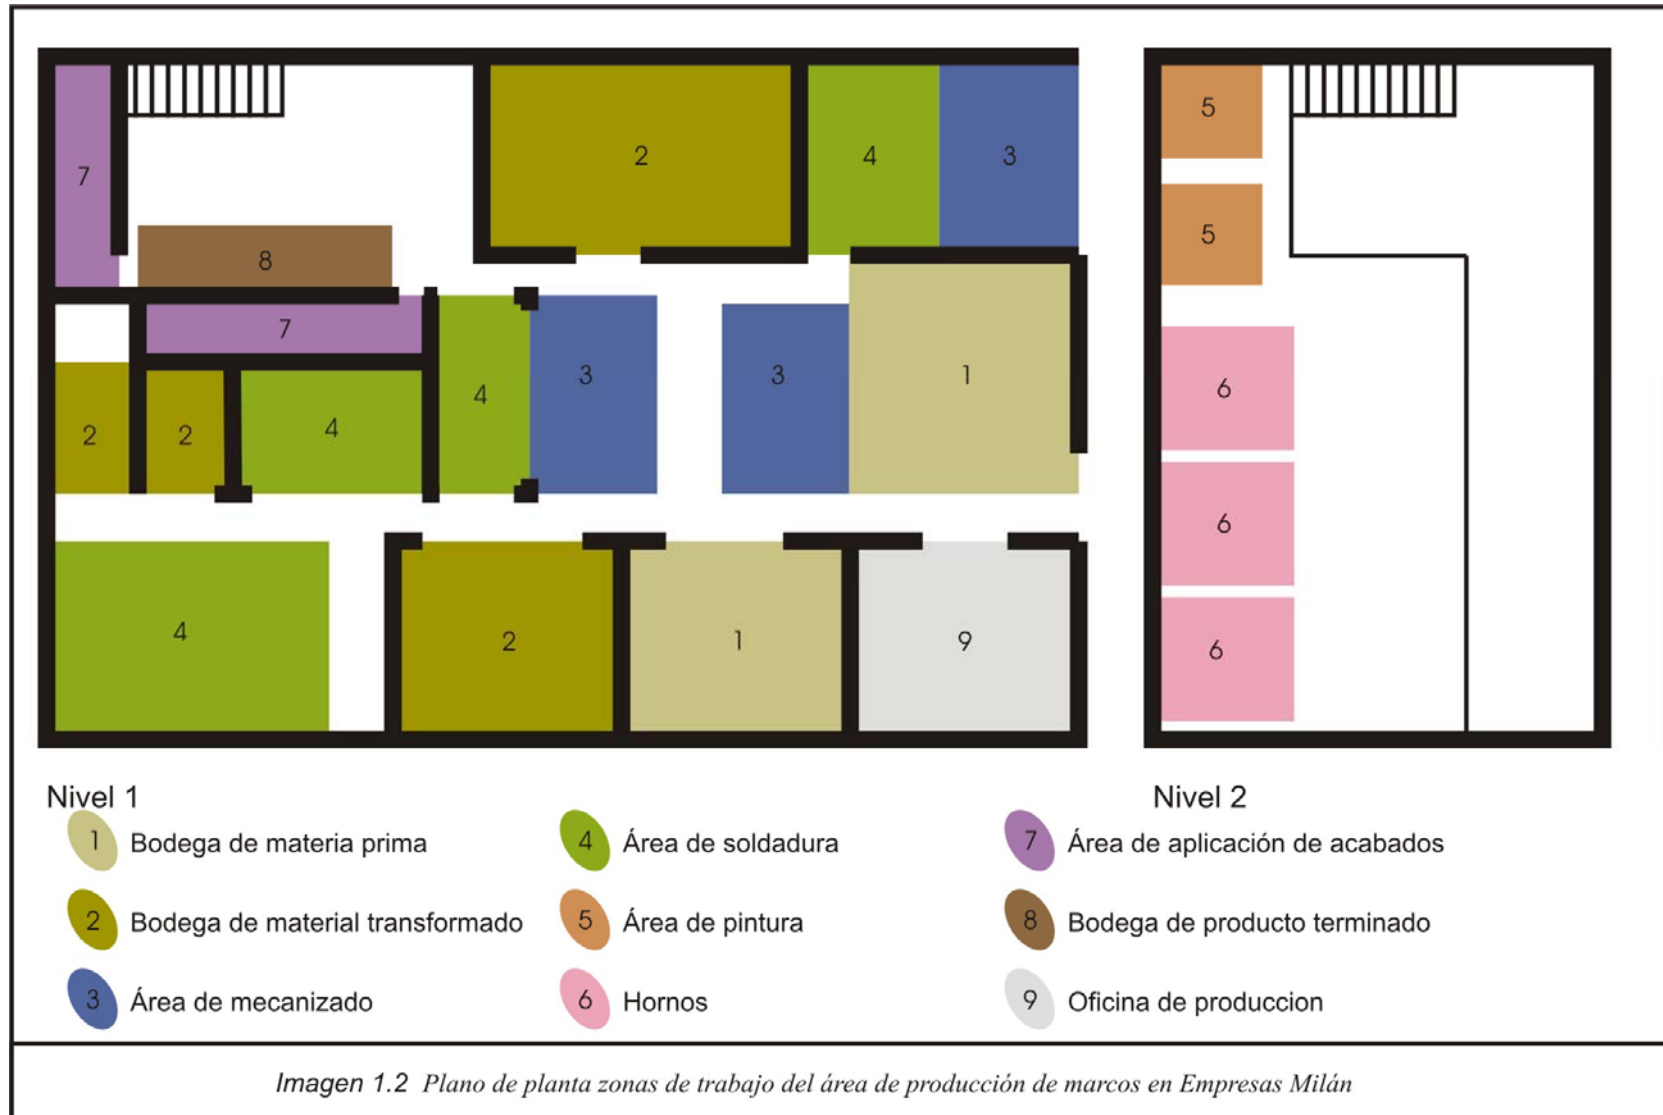 2
4
3
5
7
5
8
7
3
3
1
4
6
2
2
4
6
4
2
1
9
6
Nivel 1
Nivel 2
1 Bodega de materia prima
4 Área de soldadura
7 Área de aplicación de acabados
2 Bodega de material transformado
5 Área de pintura
8 Bodega de producto terminado
3 Área de mecanizado
6 Hornos
9 Oficina de produccion
Imagen 1.2 Plano de planta zonas de trabajo del área de producción de marcos en Empresas Milán